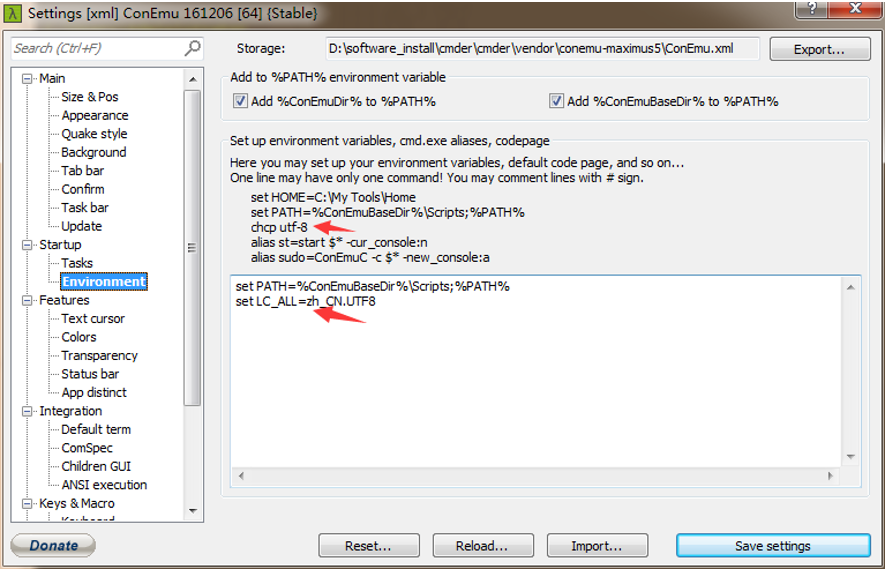 Settings [xml] ConEmu 161206 [64] {Stable}
Search (Ctrl+F)
Storage:
D:\software_install\cmder\cmder\vendor\conemu-maximus5\ConEmu.xml
Export...
Main
Size & Pos
Appearance
Quake style
Background
Tab bar
Confirm
Task bar
Update
Startup
Tasks
Environment
Features
Text cursor
Colors
Transparency
Status bar
App distinct
Integration
Default term
ComSpec
Children GUI
ANSI execution
Keys & Macro
Keyboard
Add to %PATH% environment variable
Add %ConEmuDir% to %PATH%
Add %ConEmuBaseDir% to %PATH%
Set up environment variables, cmd.exe aliases, codepage
Here you may set up your environment variables, default code page, and so on...
One line may have only one command! You may comment lines with # sign.
set HOME=C:\My Tools\Home
set PATH=%ConEmuBaseDir%\Scripts;%PATH%
chcp utf-8
alias st=start $* -cur_console:n
alias sudo=ConEmuC -c $* -new_console:a
set PATH=%ConEmuBaseDir%\Scripts;%PATH%
set LC_ALL=zh_CN.UTF8
Donate
Reset...
Reload...
Import...
Save settings